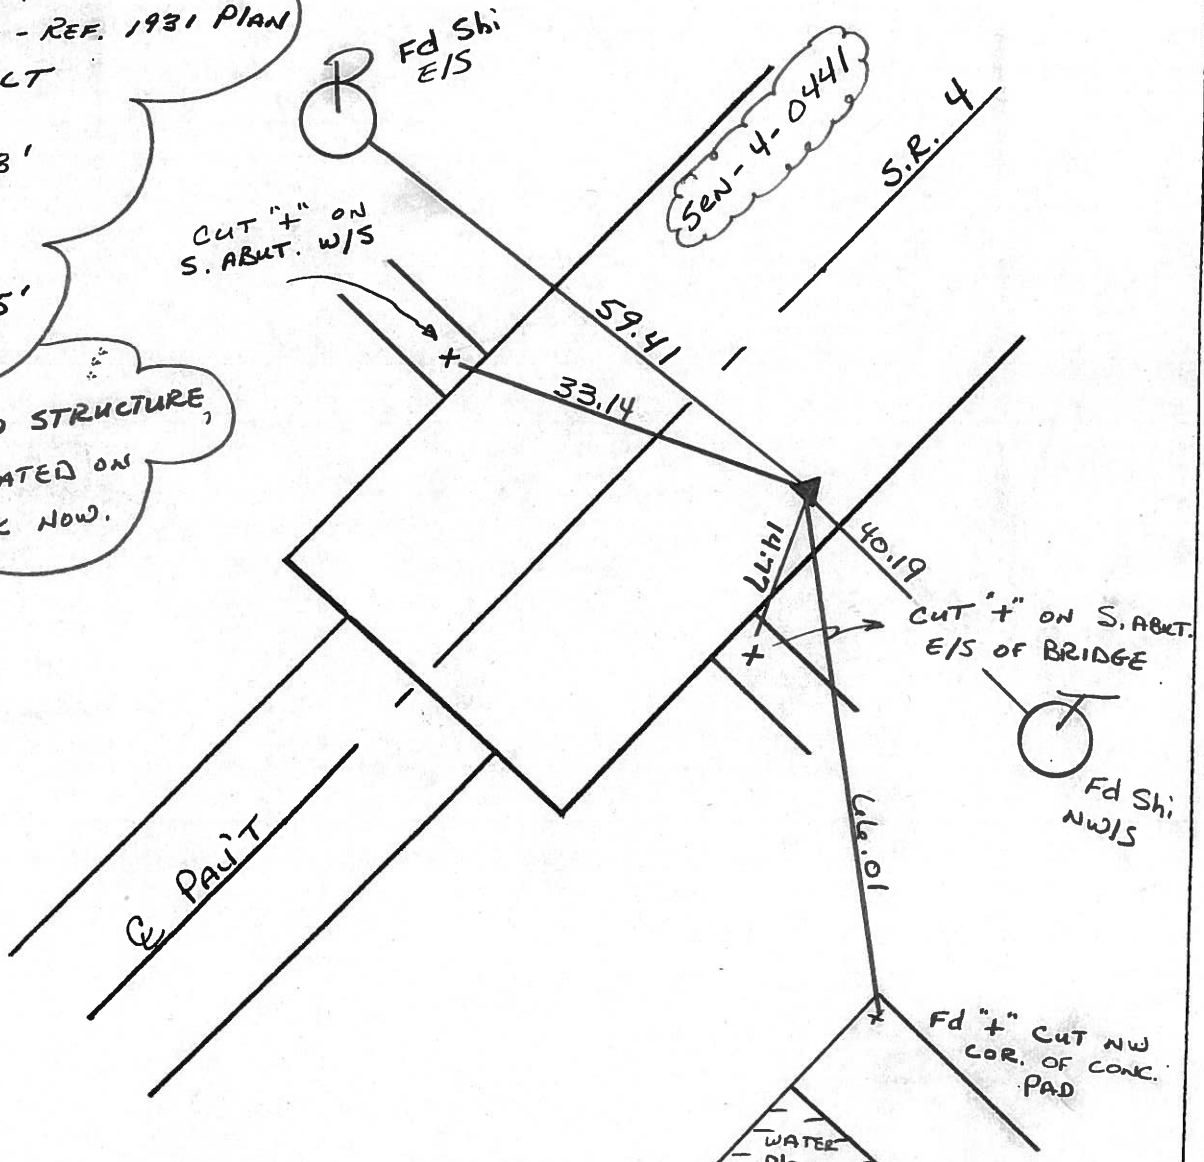 - REF. 1931 PLAN
CT
3'
5'
STRUCTURE,
ATED ON
NOW.
Fd Shi
E/S
CUT "+" ON
S. ABUT. W/S
SEN-4-0441
S.R. 4
59.41
33.14
40.19
CUT "+" ON S. ABUT.
E/S OF BRIDGE
Fd Shi
NW/S
66.01
℄ PAV'T
Fd "+" CUT NW
COR. OF CONC.
PAD
WATER